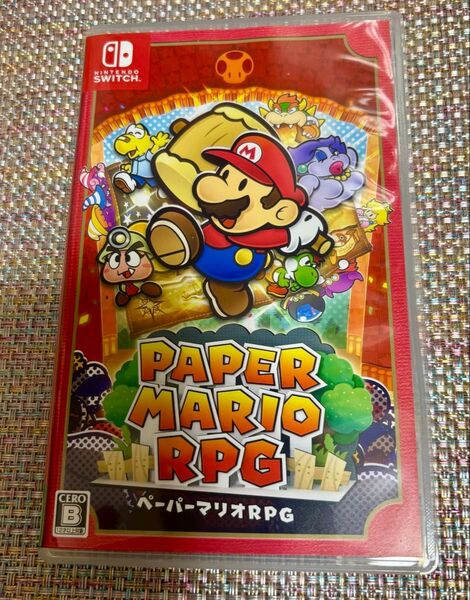 NINTENDO
SWITCH
M
PAPER
MARIO
RPG
ペーパーマリオRPG
CERO
B